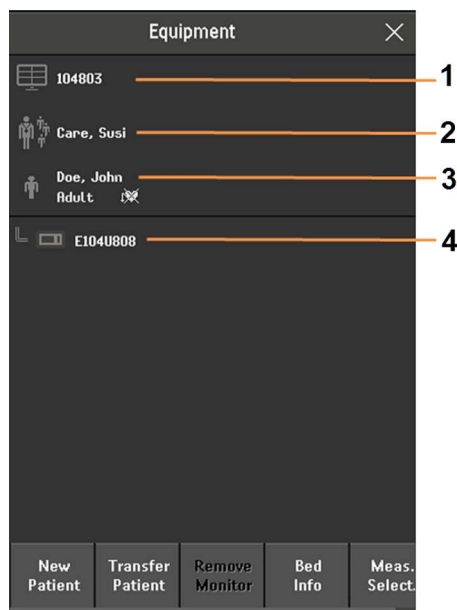 Equipment
104803
1
Care, Susi
2
Doe, John
3
Adult
E104U808
4
New Patient
Transfer Patient
Remove Monitor
Bed Info
Meas. Select.